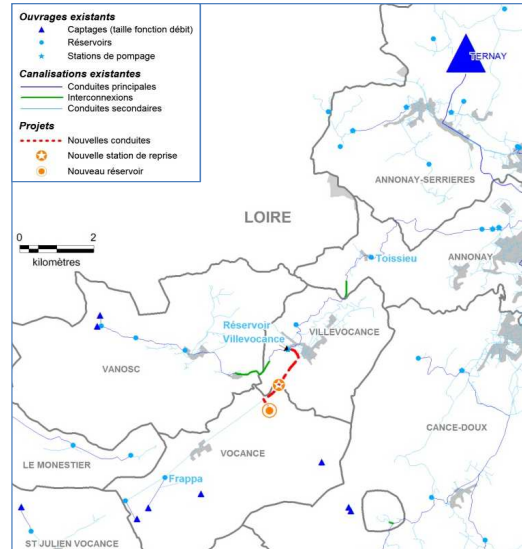 Ouvrages existants
Captages (taille fonction débit)
Réservoirs
Stations de pompage
Canalisations existantes
Conduites principales
Interconnexions
Conduites secondaires
Projets
Nouvelles conduites
Nouvelle station de reprise
Nouveau réservoir
TERNAY
ANNONAY-SERRIERES
LOIRE
0 2
kilomètres
Toissieu
ANNONAY
Réservoir
Villevocance
VILLEVOCANCE
VANOSC
CANCE-DOUX
VOCANCE
LE MONESTIER
Frappa
ST JULIEN VOCANCE